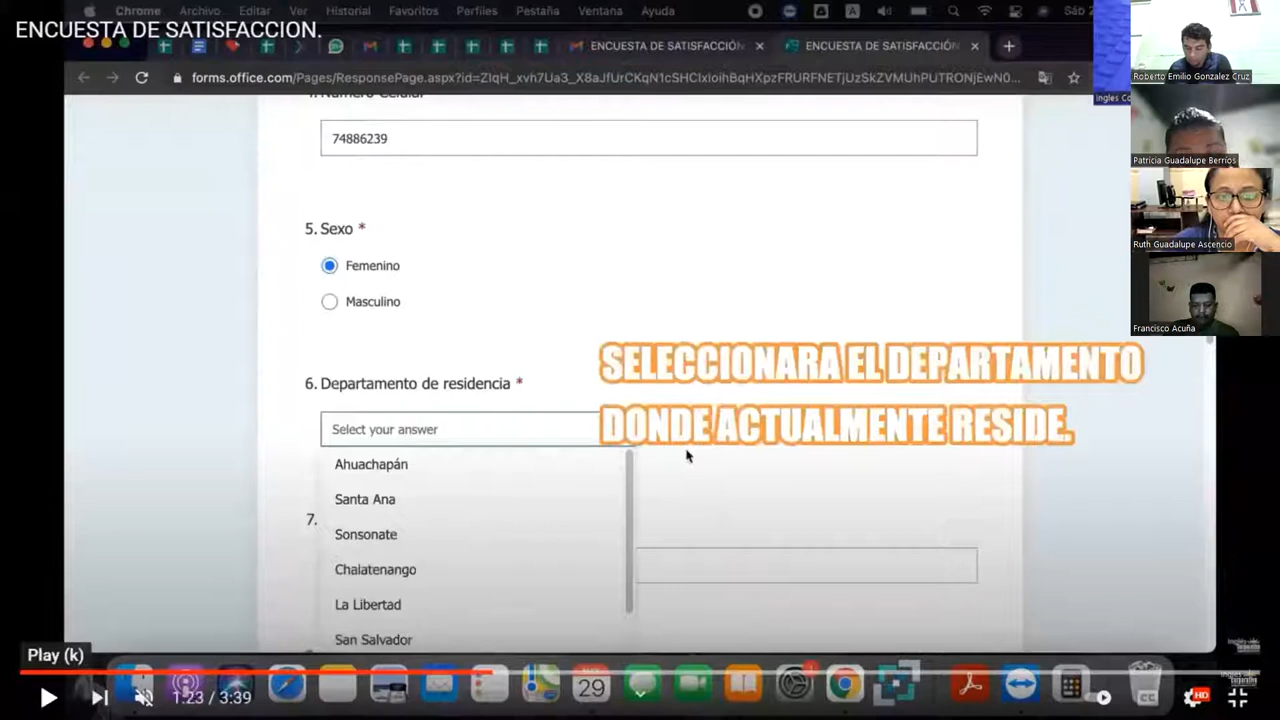 ENCUESTA DE SATISFACCION.
Chrome Archivo Editar Ver Historial Favoritos Perfiles Pestaña Ventana Ayuda
ENCUESTA DE SATISFACCIÓN
ENCUESTA DE SATISFACCIÓN
Número Celular
74886239
5. Sexo *
Femenino
Masculino
6. Departamento de residencia *
Select your answer
Ahuachapán
Santa Ana
Sonsonate
Chalatenango
La Libertad
San Salvador
7.
SELECCIONARA EL DEPARTAMENTO
DONDE ACTUALMENTE RESIDE.
Roberto Emilio Gonzalez Cruz
Patricia Guadalupe Berrios
Ruth Guadalupe Ascencio
Francisco Acuña
Play (k)
29
1:23 / 3:39
HD